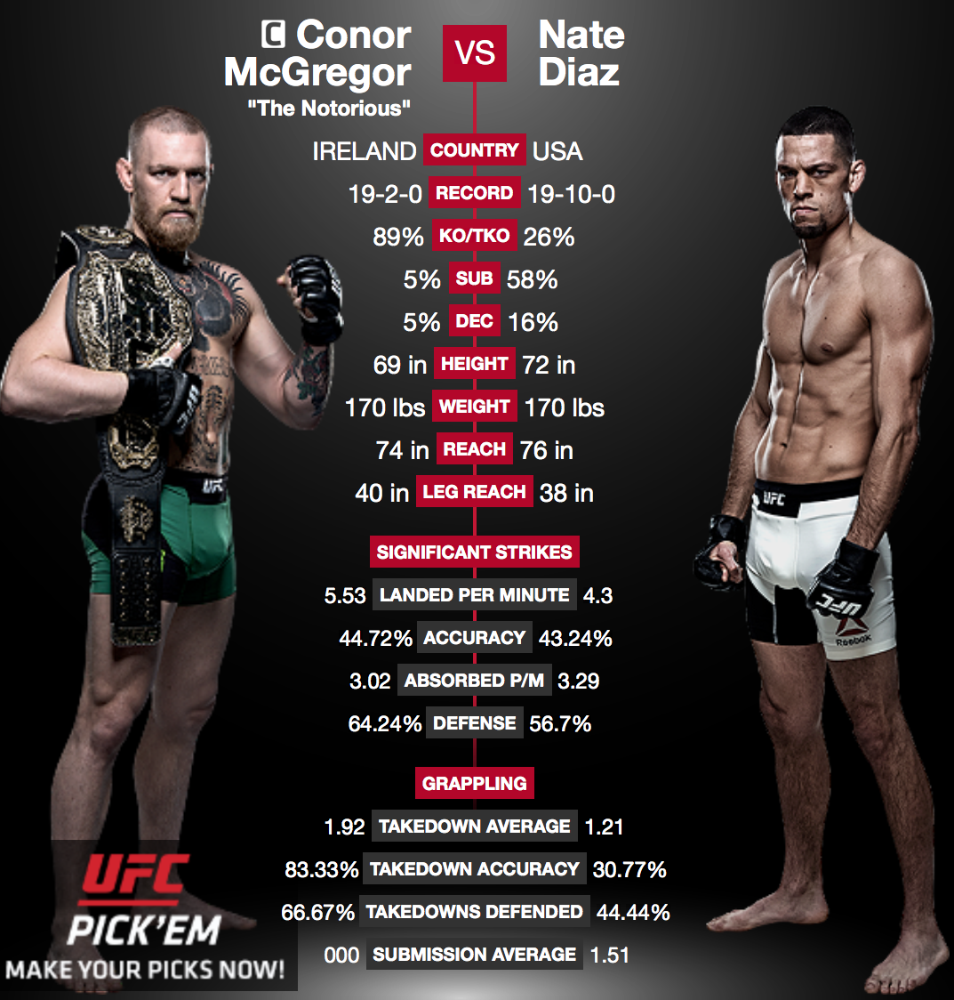 C Conor McGregor
"The Notorious"
VS
Nate Diaz
IRELAND COUNTRY USA
19-2-0 RECORD 19-10-0
89% KO/TKO 26%
5% SUB 58%
5% DEC 16%
69 in HEIGHT 72 in
170 lbs WEIGHT 170 lbs
74 in REACH 76 in
40 in LEG REACH 38 in
SIGNIFICANT STRIKES
5.53 LANDED PER MINUTE 4.3
44.72% ACCURACY 43.24%
3.02 ABSORBED P/M 3.29
64.24% DEFENSE 56.7%
GRAPPLING
1.92 TAKEDOWN AVERAGE 1.21
83.33% TAKEDOWN ACCURACY 30.77%
66.67% TAKEDOWNS DEFENDED 44.44%
000 SUBMISSION AVERAGE 1.51
UFC
PICK'EM
MAKE YOUR PICKS NOW!
UFC
UFC
UFC
Reebok